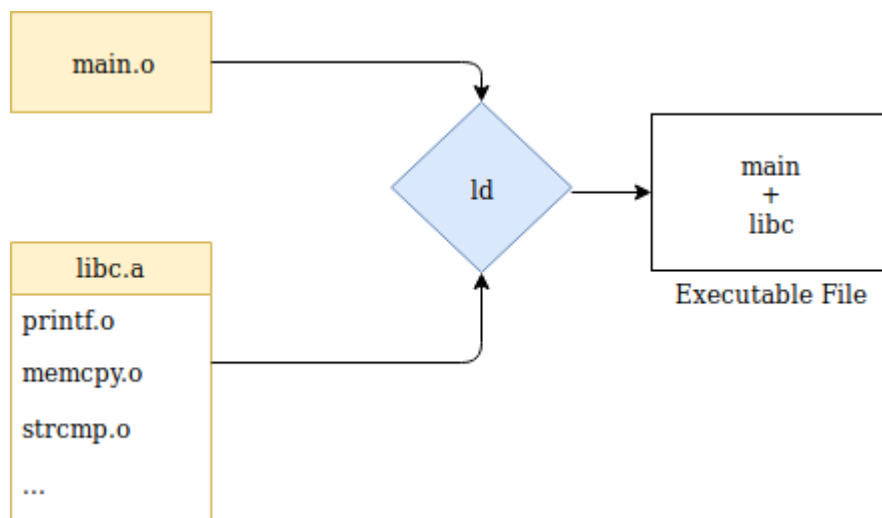 main.o
ld
main
+
libc
Executable File
libc.a
printf.o
memcpy.o
strcmp.o
...